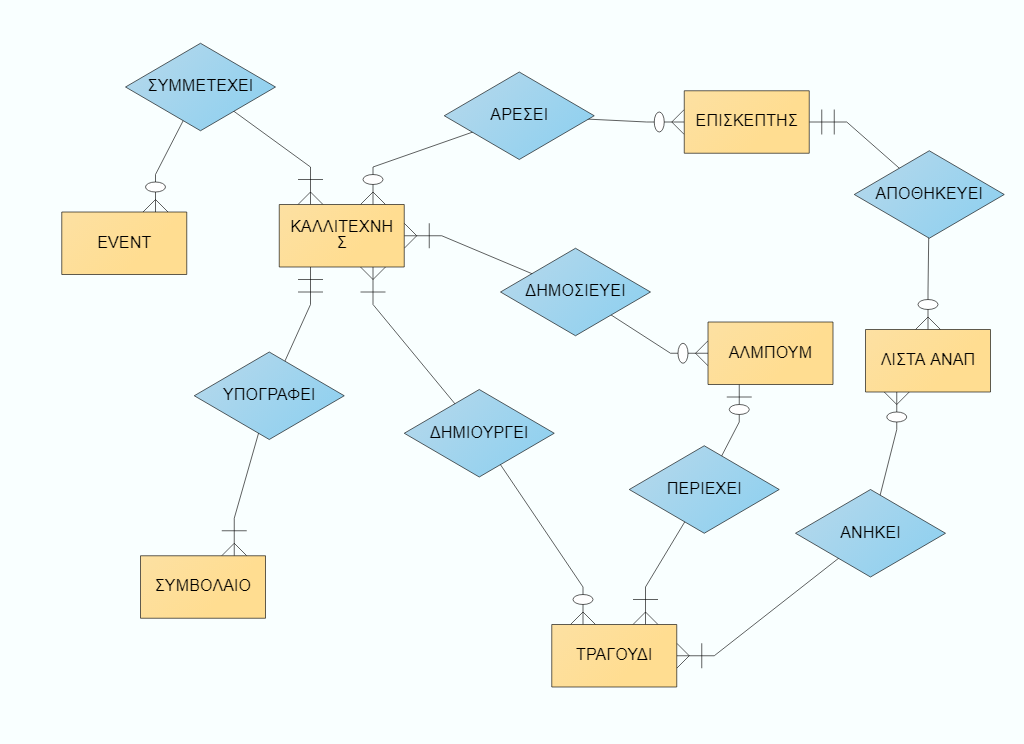 ΣΥΜΜΕΤΕΧΕΙ
ΑΡΕΣΕΙ
ΕΠΙΣΚΕΠΤΗΣ
ΑΠΟΘΗΚΕΥΕΙ
EVENT
ΚΑΛΛΙΤΕΧΝΗ
Σ
ΔΗΜΟΣΙΕΥΕΙ
ΑΛΜΠΟΥΜ
ΛΙΣΤΑ ΑΝΑΠ
ΥΠΟΓΡΑΦΕΙ
ΔΗΜΙΟΥΡΓΕΙ
ΠΕΡΙΕΧΕΙ
ΑΝΗΚΕΙ
ΣΥΜΒΟΛΑΙΟ
ΤΡΑΓΟΥΔΙ